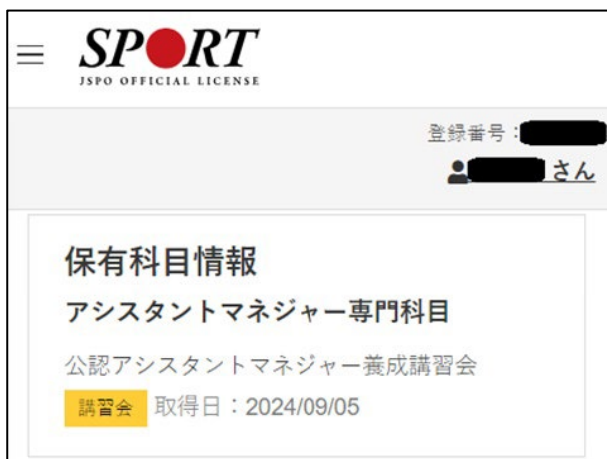 SPORT
JSPO OFFICIAL LICENSE
登録番号：
さん
保有科目情報
アシスタントマネジャー専門科目
公認アシスタントマネジャー養成講習会
講習会 取得日：2024/09/05